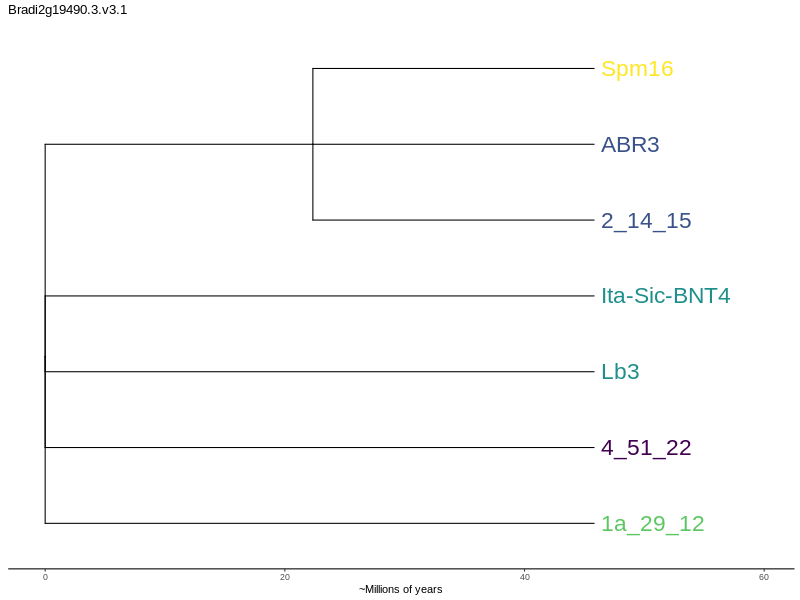 Bradi2g19490.3.v3.1
Spm16
ABR3
2_14_15
Ita-Sic-BNT4
Lb3
4_51_22
1a_29_12
0 20 40 60
~Millions of years